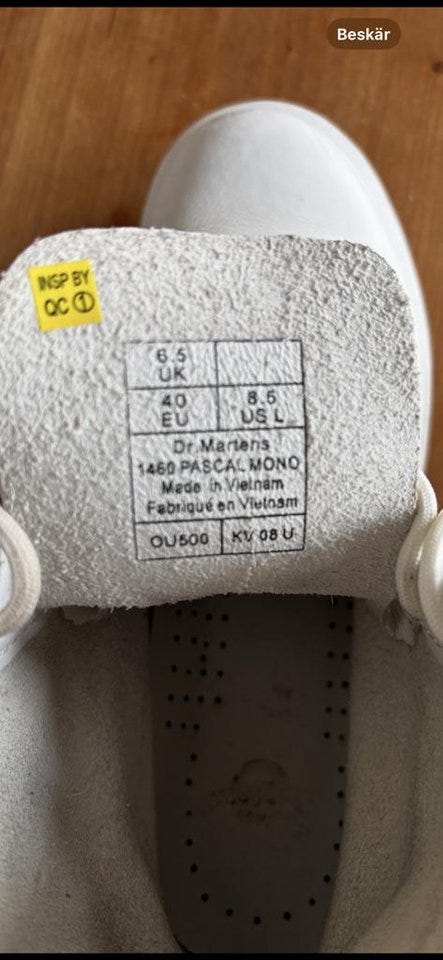 Beskär
INSP BY
QC ①
6.5
UK
40
EU
8.5
US L
Dr.Martens
1460 PASCAL MONO
Made in Vietnam
Fabriqué en Vietnam
OU500
KV 08 U